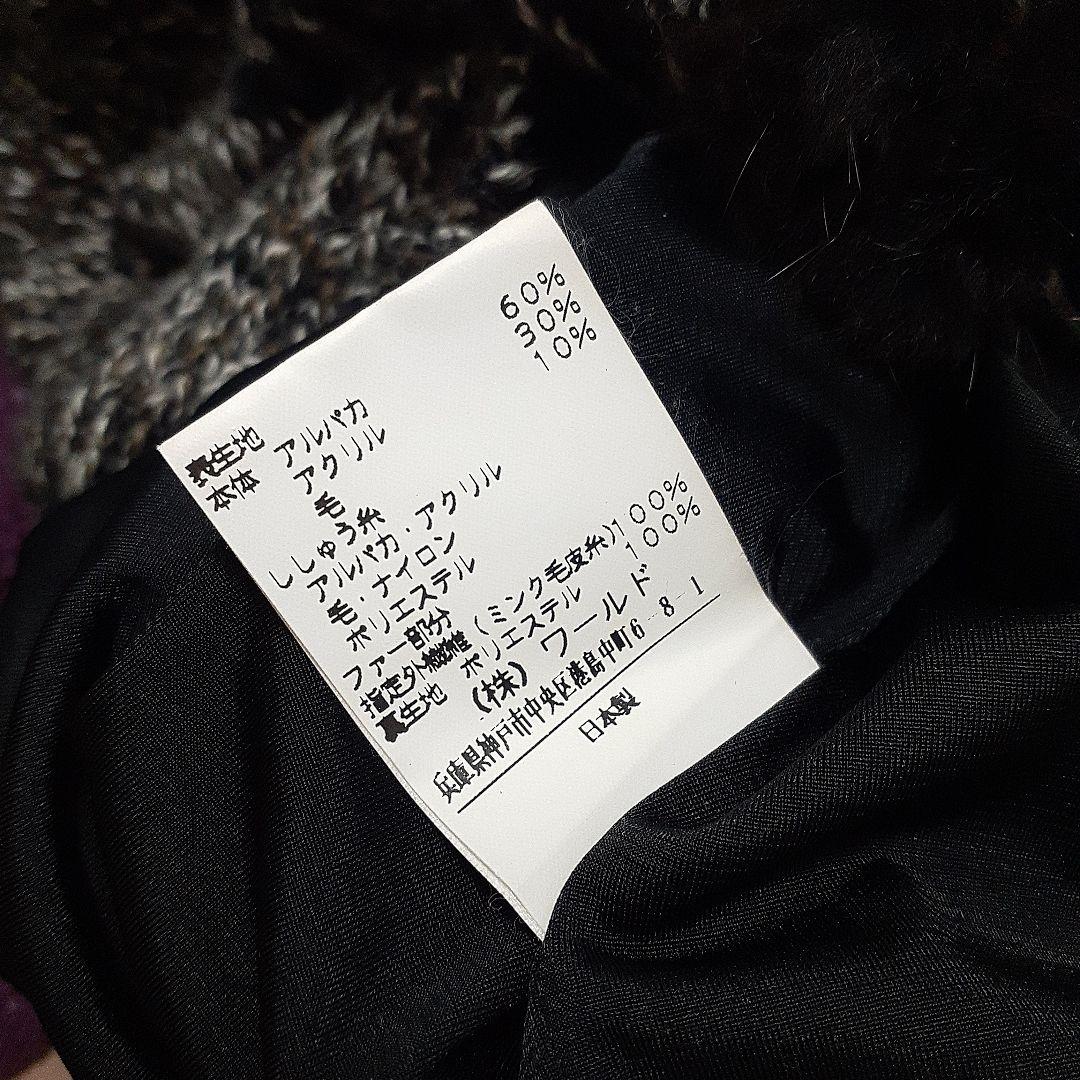 表生地
本体 アルパカ 60%
アクリル 30%
毛 10%
ししゅう糸
アルパカ・アクリル
毛・ナイロン
ポリエステル
ファー部分
指定外繊維(ミンク毛皮糸)100%
裏生地 ポリエステル 100%
(株)ワールド
兵庫県神戸市中央区港島中町6-8-1
日本製